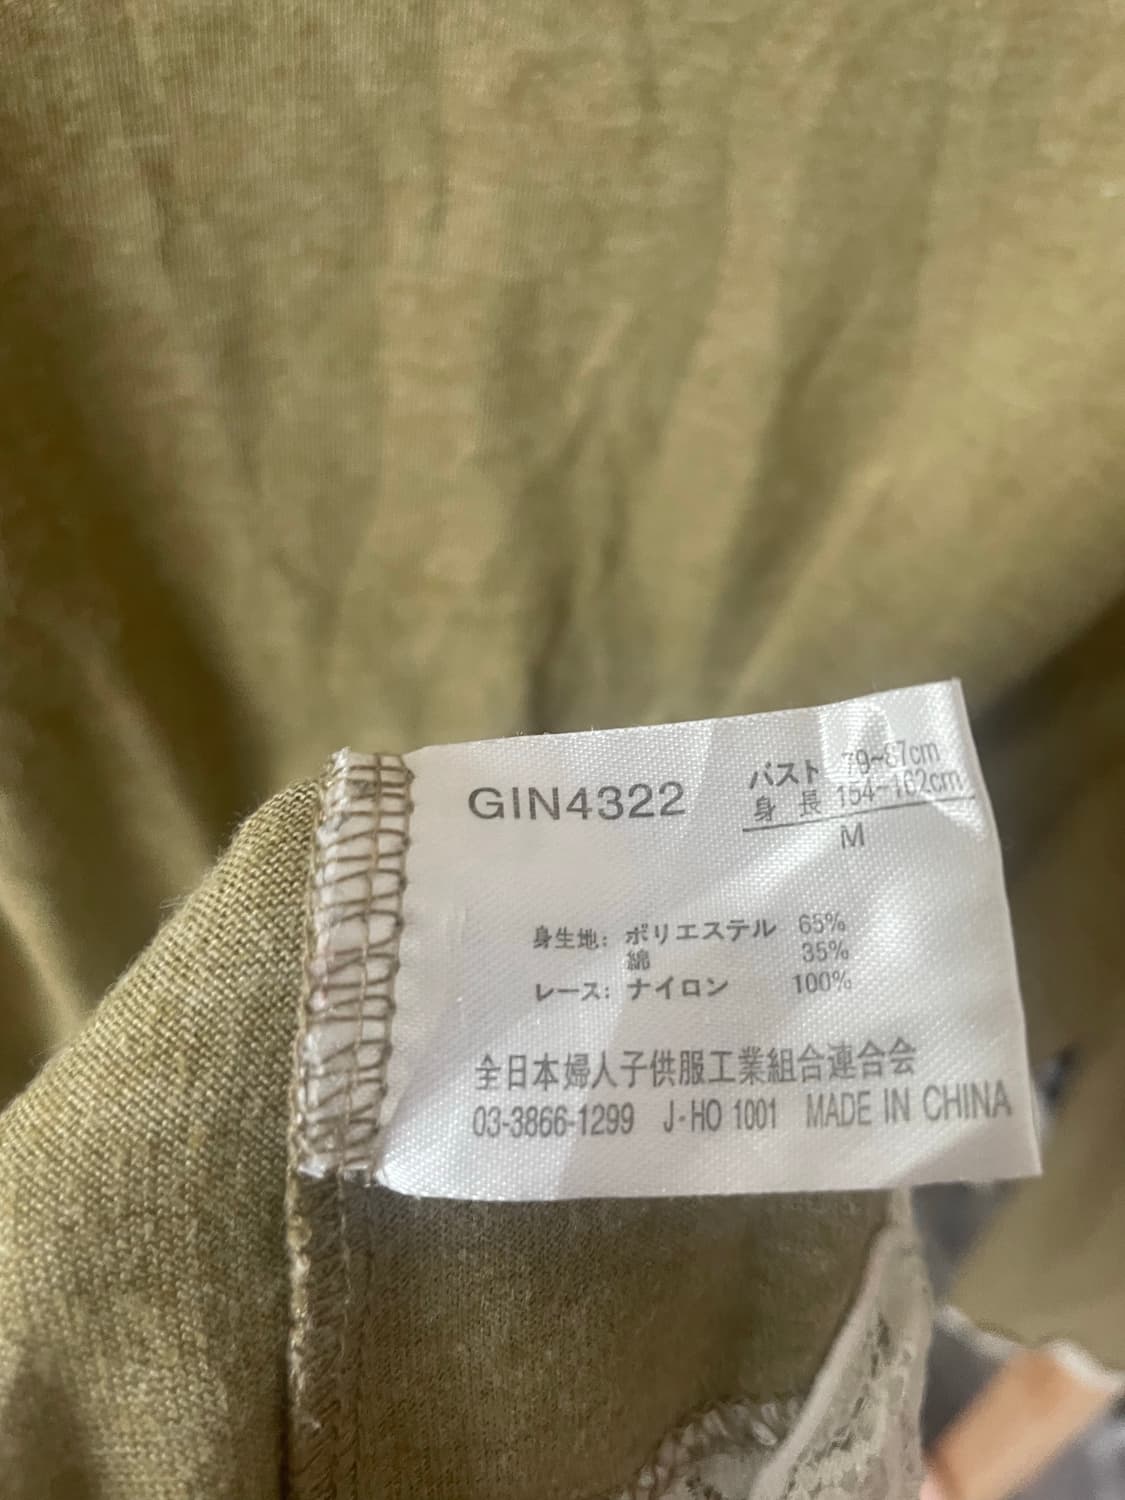 GIN4322
バスト 79~87cm
身長 154~162cm
M
身生地: ポリエステル 65%
綿 35%
レース: ナイロン 100%
全日本婦人子供服工業組合連合会
03-3866-1299 J-HO 1001 MADE IN CHINA